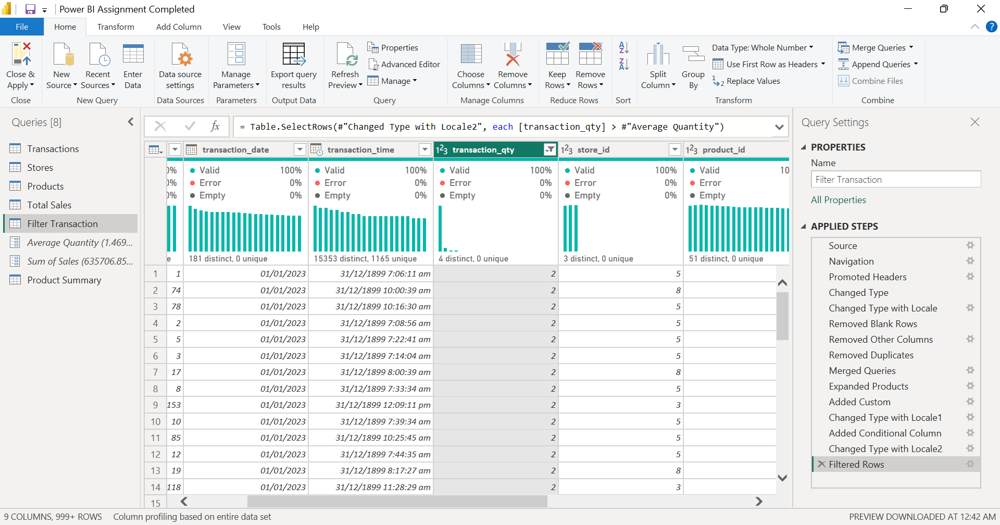 Power BI Assignment Completed
File Home Transform Add Column View Tools Help
Close & Apply
Close
New Source
Recent Sources
Enter Data
New Query
Data source settings
Data Sources
Manage Parameters
Parameters
Export query results
Output Data
Refresh Preview
Properties
Advanced Editor
Manage
Query
Choose Columns
Remove Columns
Manage Columns
Keep Rows
Remove Rows
Reduce Rows
Sort
Split Column
Group By
Data Type: Whole Number
Use First Row as Headers
Replace Values
Transform
Merge Queries
Append Queries
Combine Files
Combine
Queries [8]
Transactions
Stores
Products
Total Sales
Filter Transaction
Average Quantity (1.469...
Sum of Sales (635706.85...
Product Summary
fx = Table.SelectRows(#"Changed Type with Locale2", each [transaction_qty] > #"Average Quantity")
transaction_date transaction_time 123 transaction_qty 123 store_id 123 product_id
0% Valid 100% Valid 100% Valid 100% Valid 100% Valid 10
0% Error 0% Error 0% Error 0% Error 0% Error
0% Empty 0% Empty 0% Empty 0% Empty 0% Empty
e 181 distinct, 0 unique 15353 distinct, 1165 unique 4 distinct, 0 unique 3 distinct, 0 unique 51 distinct, 0 unique
1 1 01/01/2023 31/12/1899 7:06:11 am 2 5
2 74 01/01/2023 31/12/1899 10:00:39 am 2 8
3 78 01/01/2023 31/12/1899 10:16:30 am 2 5
4 2 01/01/2023 31/12/1899 7:08:56 am 2 5
5 5 01/01/2023 31/12/1899 7:22:41 am 2 5
6 3 01/01/2023 31/12/1899 7:14:04 am 2 5
7 17 01/01/2023 31/12/1899 8:00:39 am 2 8
8 8 01/01/2023 31/12/1899 7:33:34 am 2 5
9 153 01/01/2023 31/12/1899 12:09:11 pm 2 3
10 10 01/01/2023 31/12/1899 7:39:34 am 2 5
11 85 01/01/2023 31/12/1899 10:25:45 am 2 5
12 12 01/01/2023 31/12/1899 7:44:35 am 2 5
13 19 01/01/2023 31/12/1899 8:17:27 am 2 8
14 118 01/01/2023 31/12/1899 11:28:29 am 2 3
15
Query Settings
PROPERTIES
Name
Filter Transaction
All Properties
APPLIED STEPS
Source
Navigation
Promoted Headers
Changed Type
Changed Type with Locale
Removed Blank Rows
Removed Other Columns
Removed Duplicates
Merged Queries
Expanded Products
Added Custom
Changed Type with Locale1
Added Conditional Column
Changed Type with Locale2
Filtered Rows
9 COLUMNS, 999+ ROWS Column profiling based on entire data set PREVIEW DOWNLOADED AT 12:42 AM